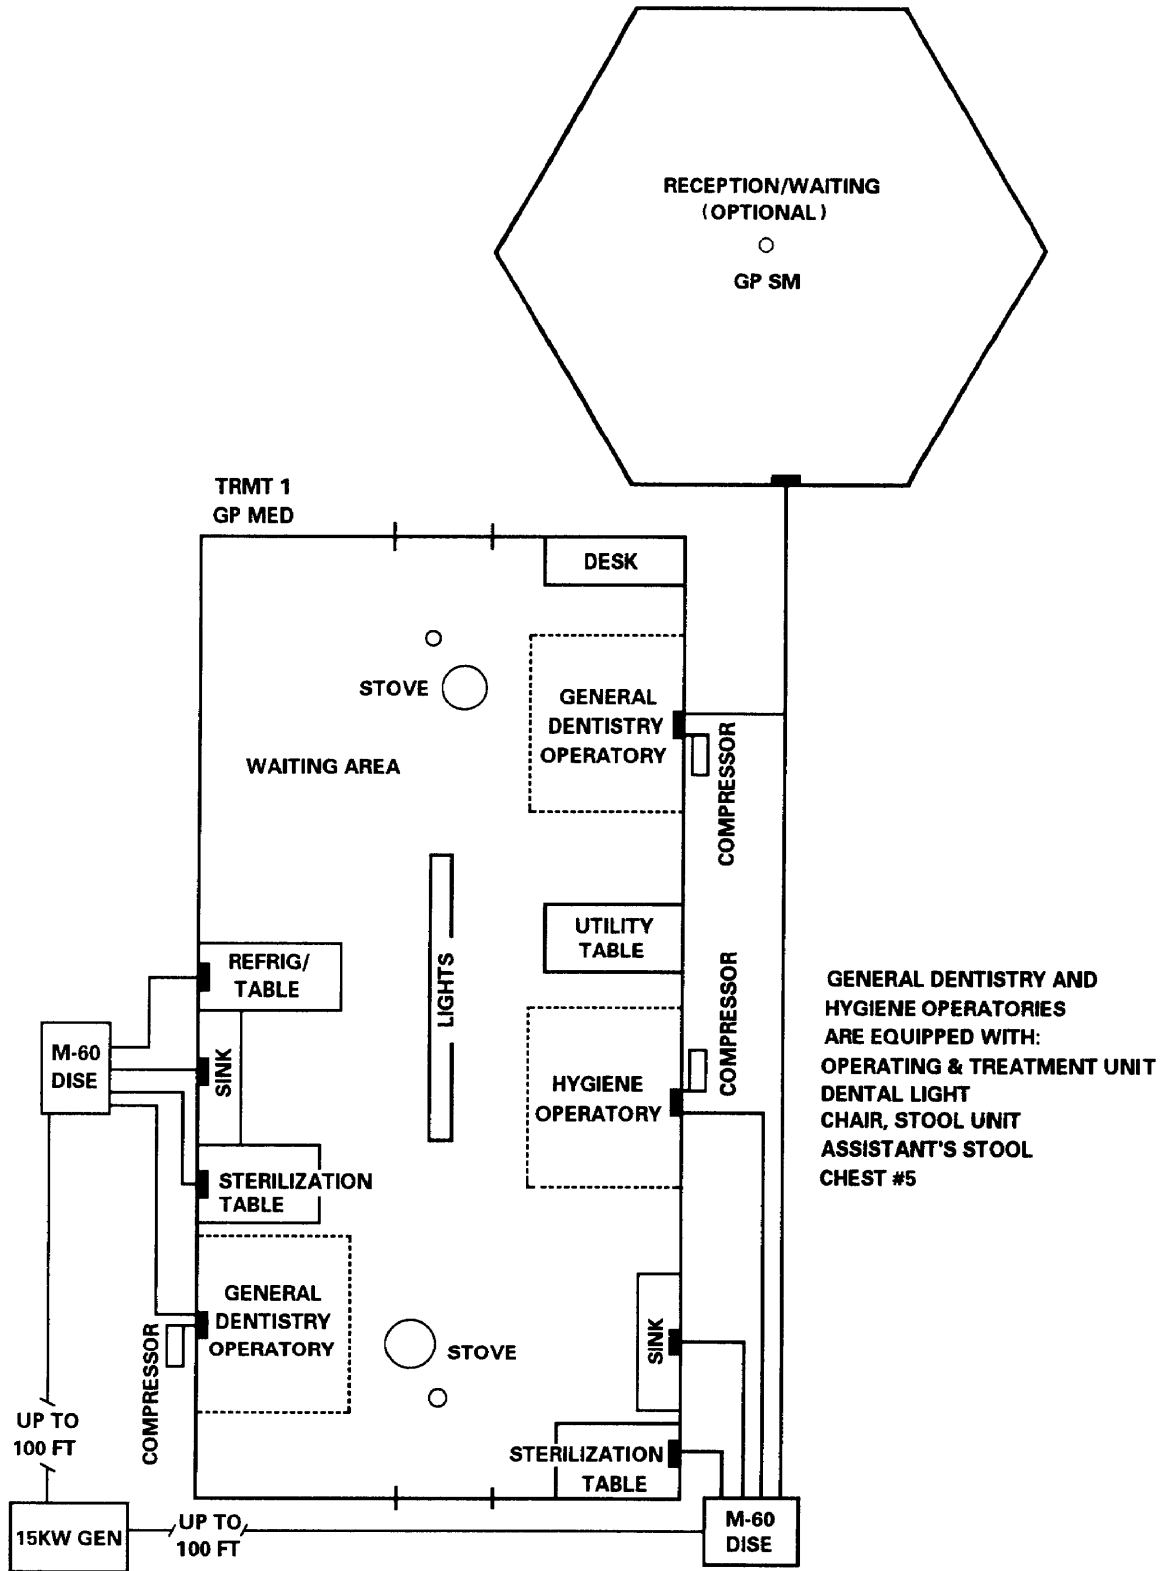 RECEPTION/WAITING
(OPTIONAL)
GP SM
TRMT 1
GP MED
DESK
STOVE
GENERAL
DENTISTRY
OPERATORY
COMPRESSOR
WAITING AREA
LIGHTS
UTILITY
TABLE
REFRIG/
TABLE
M-60
DISE
SINK
HYGIENE
OPERATORY
COMPRESSOR
GENERAL DENTISTRY AND
HYGIENE OPERATORIES
ARE EQUIPPED WITH:
OPERATING & TREATMENT UNIT
DENTAL LIGHT
CHAIR, STOOL UNIT
ASSISTANT'S STOOL
CHEST #5
STERILIZATION
TABLE
GENERAL
DENTISTRY
OPERATORY
COMPRESSOR
STOVE
SINK
UP TO
100 FT
STERILIZATION
TABLE
15KW GEN
UP TO
100 FT
M-60
DISE